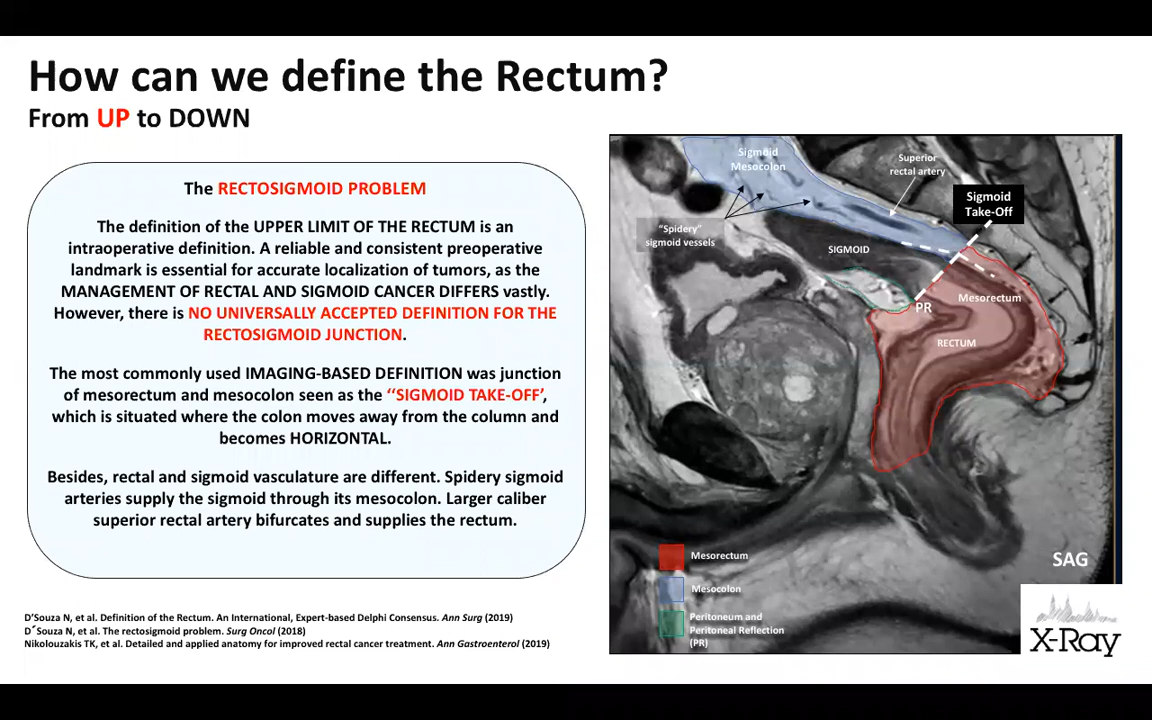 How can we define the Rectum?
From UP to DOWN
The RECTOSIGMOID PROBLEM
The definition of the UPPER LIMIT OF THE RECTUM is an
intraoperative definition. A reliable and consistent preoperative
landmark is essential for accurate localization of tumors, as the
MANAGEMENT OF RECTAL AND SIGMOID CANCER DIFFERS vastly.
However, there is NO UNIVERSALLY ACCEPTED DEFINITION FOR THE
RECTOSIGMOID JUNCTION.
The most commonly used IMAGING-BASED DEFINITION was junction
of mesorectum and mesocolon seen as the ‘‘SIGMOID TAKE-OFF’,
which is situated where the colon moves away from the column and
becomes HORIZONTAL.
Besides, rectal and sigmoid vasculature are different. Spidery sigmoid
arteries supply the sigmoid through its mesocolon. Larger caliber
superior rectal artery bifurcates and supplies the rectum.
D’Souza N, et al. Definition of the Rectum. An International, Expert-based Delphi Consensus. Ann Surg (2019)
D´Souza N, et al. The rectosigmoid problem. Surg Oncol (2018)
Nikolouzakis TK, et al. Detailed and applied anatomy for improved rectal cancer treatment. Ann Gastroenterol (2019)
Sigmoid
Mesocolon
Superior
rectal artery
Sigmoid
Take-Off
“Spidery”
sigmoid vessels
SIGMOID
PR
Mesorectum
RECTUM
Mesorectum
Mesocolon
Peritoneum and
Peritoneal Reflection
(PR)
SAG
X-Ray